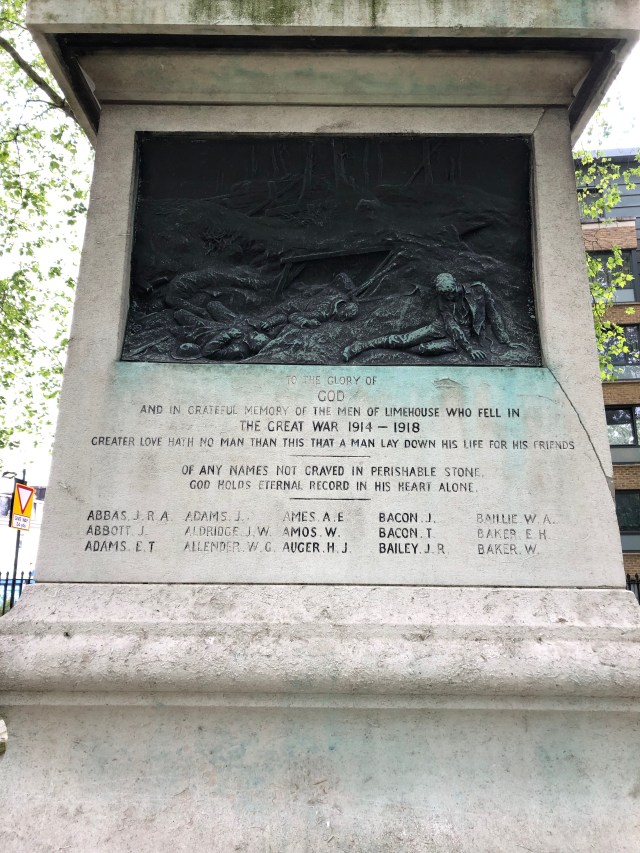 TO THE GLORY OF
GOD
AND IN GRATEFUL MEMORY OF THE MEN OF LIMEHOUSE WHO FELL IN
THE GREAT WAR 1914 – 1918
GREATER LOVE HATH NO MAN THAN THIS THAT A MAN LAY DOWN HIS LIFE FOR HIS FRIENDS
OF ANY NAMES NOT GRAVED IN PERISHABLE STONE,
GOD HOLDS ETERNAL RECORD IN HIS HEART ALONE.
ABBAS. J. R. A. ADAMS. J. AMES. A. E. BACON. J. BAILLIE. W. A.
ABBOTT. J. ALDRIDGE. J. W. AMOS. W. BACON. T. BAKER. E. H.
ADAMS. E. T. ALLENDER. W. G. AUGER. H. J. BAILEY. J. R. BAKER. W.